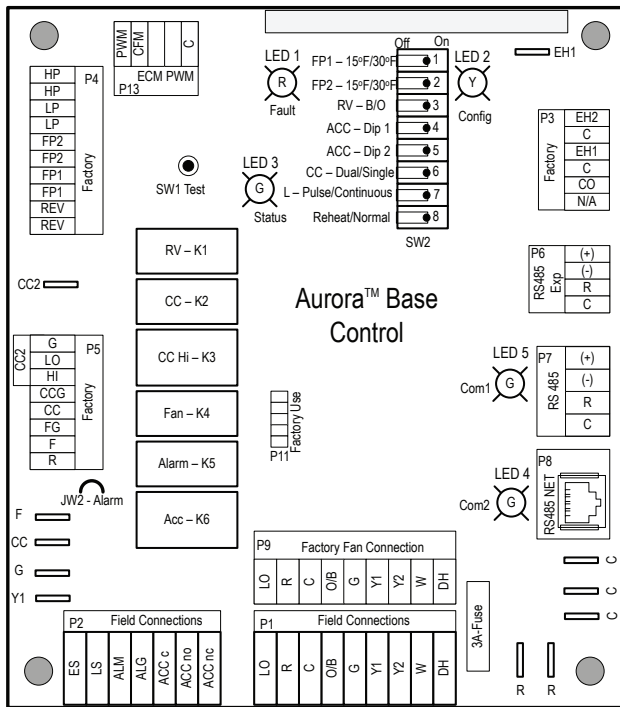 PWM
CFM
C
ECM PWM
P13
P4
HP
HP
LP
LP
FP2
FP2
FP1
FP1
REV
REV
Factory
SW1 Test
LED 1
R
Fault
LED 3
G
Status
Off
On
FP1 – 15ºF/30ºF
1
FP2 – 15ºF/30ºF
2
RV – B/O
3
ACC – Dip 1
4
ACC – Dip 2
5
CC – Dual/Single
6
L – Pulse/Continuous
7
Reheat/Normal
8
SW2
LED 2
Y
Config
EH1
P3
Factory
EH2
C
EH1
C
CO
N/A
RV – K1
CC – K2
CC Hi – K3
Fan – K4
Alarm – K5
Acc – K6
Aurora™ Base
Control
P6
RS485
Exp
(+)
(-)
R
C
CC2
CC2
P5
G
LO
HI
CCG
CC
FG
F
R
Factory
P11
Factory Use
LED 5
Com1
G
P7
RS 485
(+)
(-)
R
C
LED 4
Com2
G
P8
RS485 NET
JW2 - Alarm
F
CC
G
Y1
P9
Factory Fan Connection
LO
R
C
O/B
G
Y1
Y2
W
DH
P2
Field Connections
ES
LS
ALM
ALG
ACC c
ACC no
ACC nc
P1
Field Connections
LO
R
C
O/B
G
Y1
Y2
W
DH
3A-Fuse
C
C
C
R
R